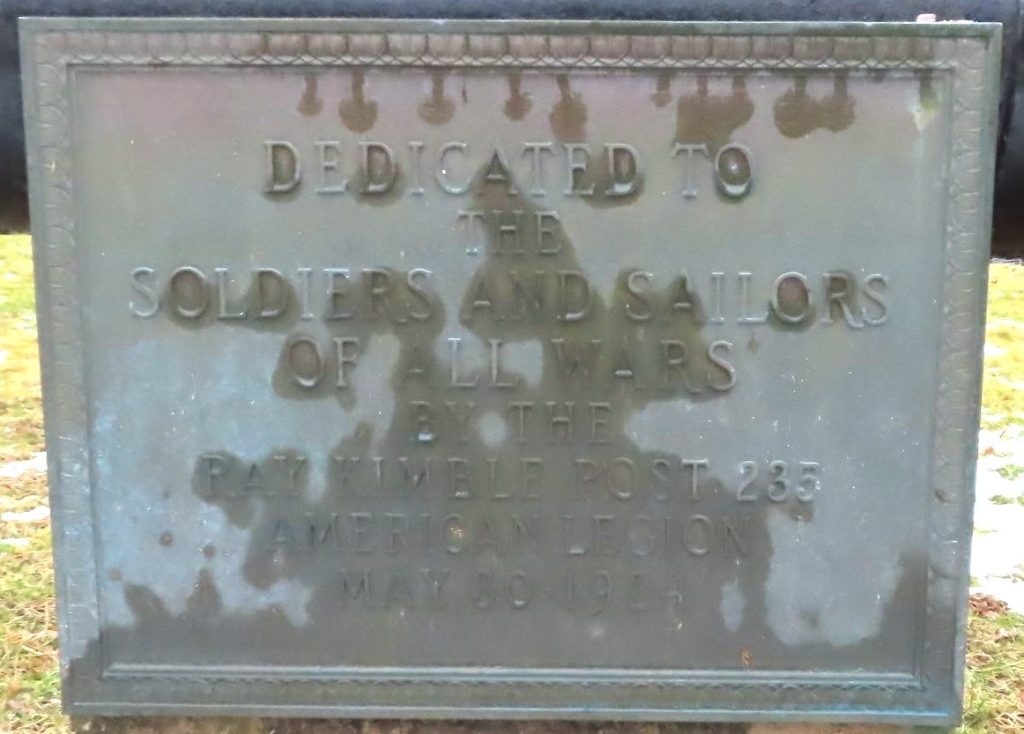 DEDICATED TO
THE
SOLDIERS AND SAILORS
OF ALL WARS
BY THE
RAY KIMBLE POST 235
AMERICAN LEGION
MAY 30 1924